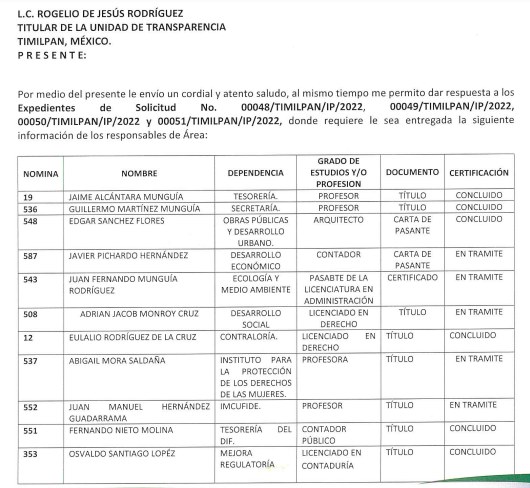 L.C. ROGELIO DE JESÚS RODRÍGUEZ
TITULAR DE LA UNIDAD DE TRANSPARENCIA
TIMILPAN, MÉXICO.
P R E S E N T E:
Por medio del presente le envío un cordial y atento saludo, al mismo tiempo me permito dar respuesta a los
Expedientes de Solicitud No. 00048/TIMILPAN/IP/2022, 00049/TIMILPAN/IP/2022,
00050/TIMILPAN/IP/2022 y 00051/TIMILPAN/IP/2022, donde requiere le sea entregada la siguiente
información de los responsables de Área:
NOMINA NOMBRE DEPENDENCIA GRADO DE ESTUDIOS Y/O PROFESION DOCUMENTO CERTIFICACIÓN
19 JAIME ALCÁNTARA MUNGUÍA TESORERÍA. PROFESOR TÍTULO CONCLUIDO
536 GUILLERMO MARTÍNEZ MUNGUÍA SECRETARÍA. PROFESOR TÍTULO CONCLUIDO
548 EDGAR SANCHEZ FLORES OBRAS PÚBLICAS ARQUITECTO CARTA DE CONCLUIDO
Y DESARROLLO PASANTE
URBANO.
587 JAVIER PICHARDO HERNÁNDEZ DESARROLLO CONTADOR CARTA DE EN TRAMITE
ECONÓMICO PASANTE
543 JUAN FERNANDO MUNGUÍA ECOLOGÍA Y PASABTE DE LA CERTIFICADO EN TRAMITE
RODRÍGUEZ MEDIO AMBIENTE LICENCIATURA EN
ADMINISTRACIÓN
508 ADRIAN JACOB MONROY CRUZ DESARROLLO LICENCIADO EN TÍTULO EN TRAMITE
SOCIAL DERECHO
12 EULALIO RODRÍGUEZ DE LA CRUZ CONTRALORÍA. LICENCIADO EN TÍTULO CONCLUIDO
DERECHO
537 ABIGAIL MORA SALDAÑA INSTITUTO PARA PROFESORA TÍTULO EN TRAMITE
LA PROTECCIÓN
DE LOS DERECHOS
DE LAS MUJERES.
552 JUAN MANUEL HERNÁNDEZ IMCUFIDE. PROFESOR TÍTULO EN TRAMITE
GUADARRAMA
551 FERNANDO NIETO MOLINA TESORERÍA DEL CONTADOR TÍTULO CONCLUIDO
DIF. PÚBLICO
353 OSVALDO SANTIAGO LOPÉZ MEJORA LICENCIADO EN TÍTULO CONCLUIDO
REGULATORÍA CONTADURÍA